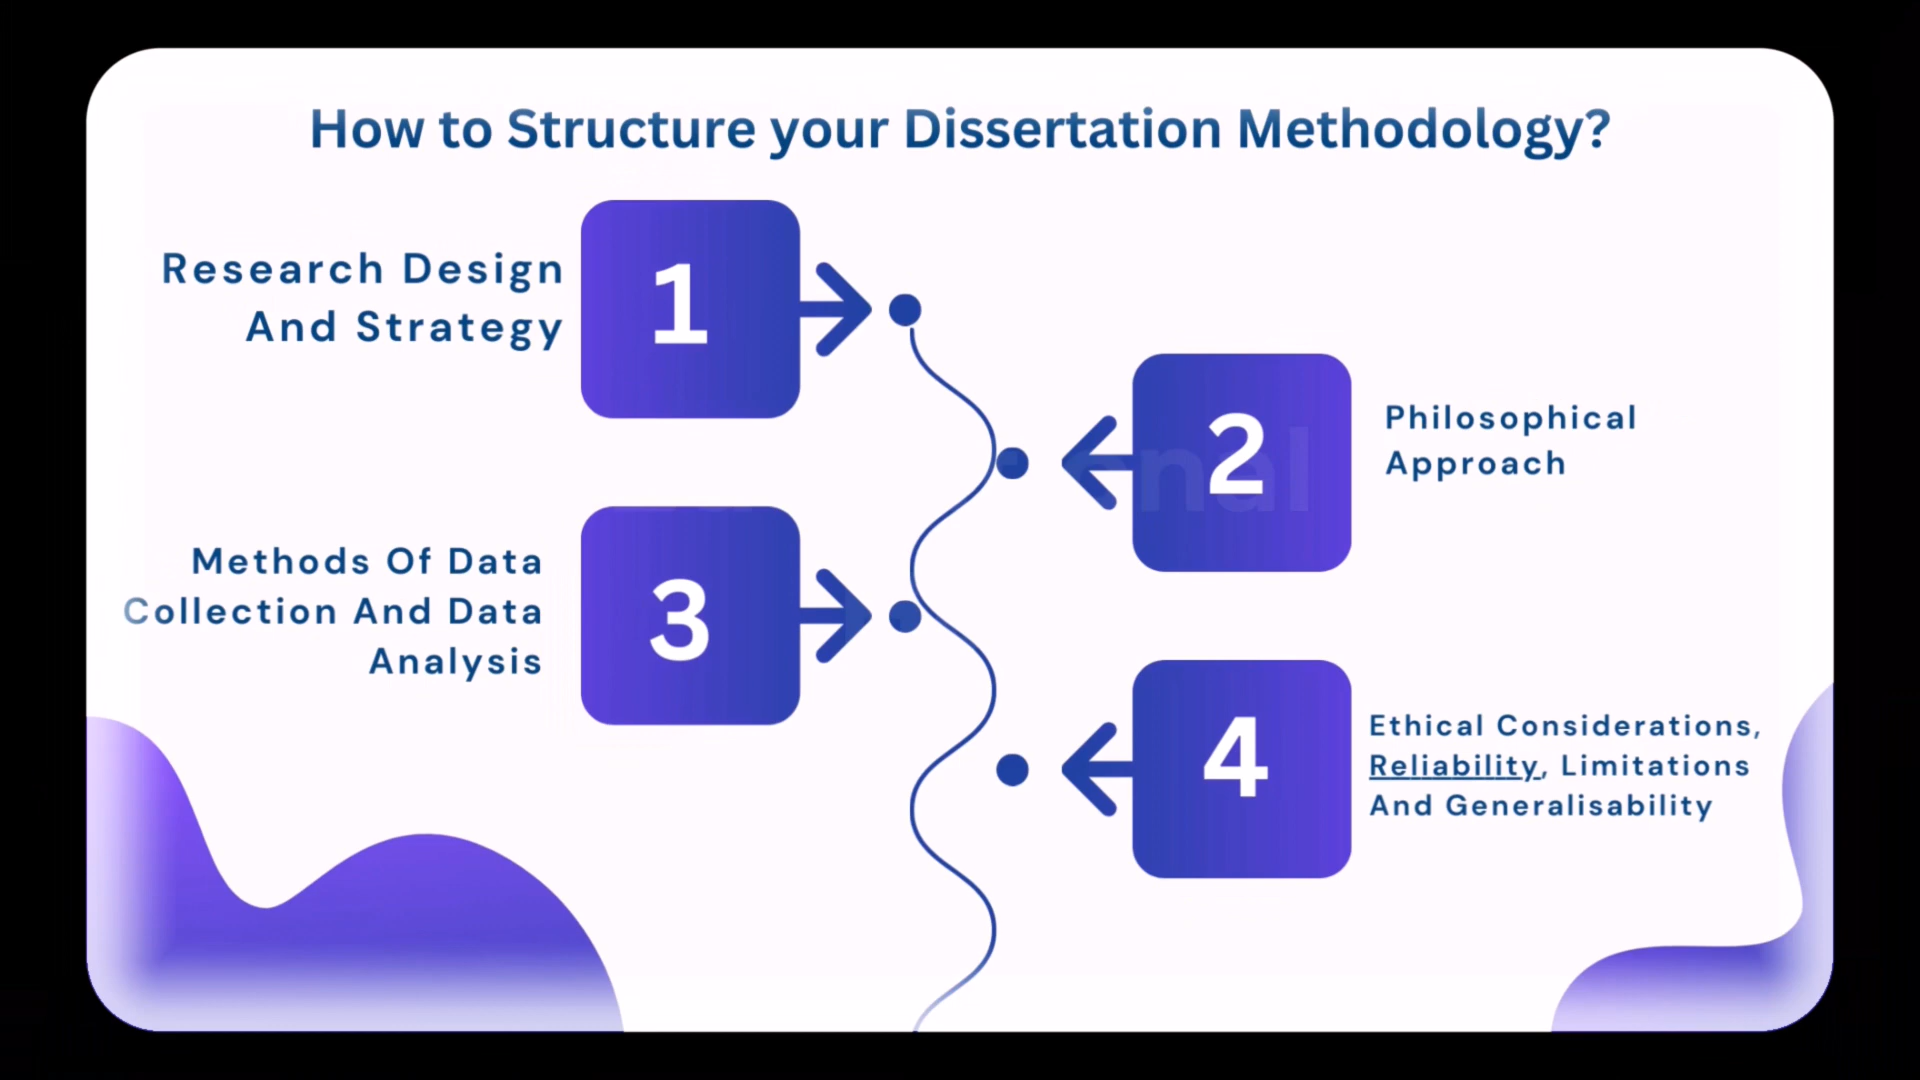 How to Structure your Dissertation Methodology?
Research Design
And Strategy
1
2
Philosophical
Approach
Methods Of Data
Collection And Data
Analysis
3
4
Ethical Considerations,
Reliability, Limitations
And Generalisability